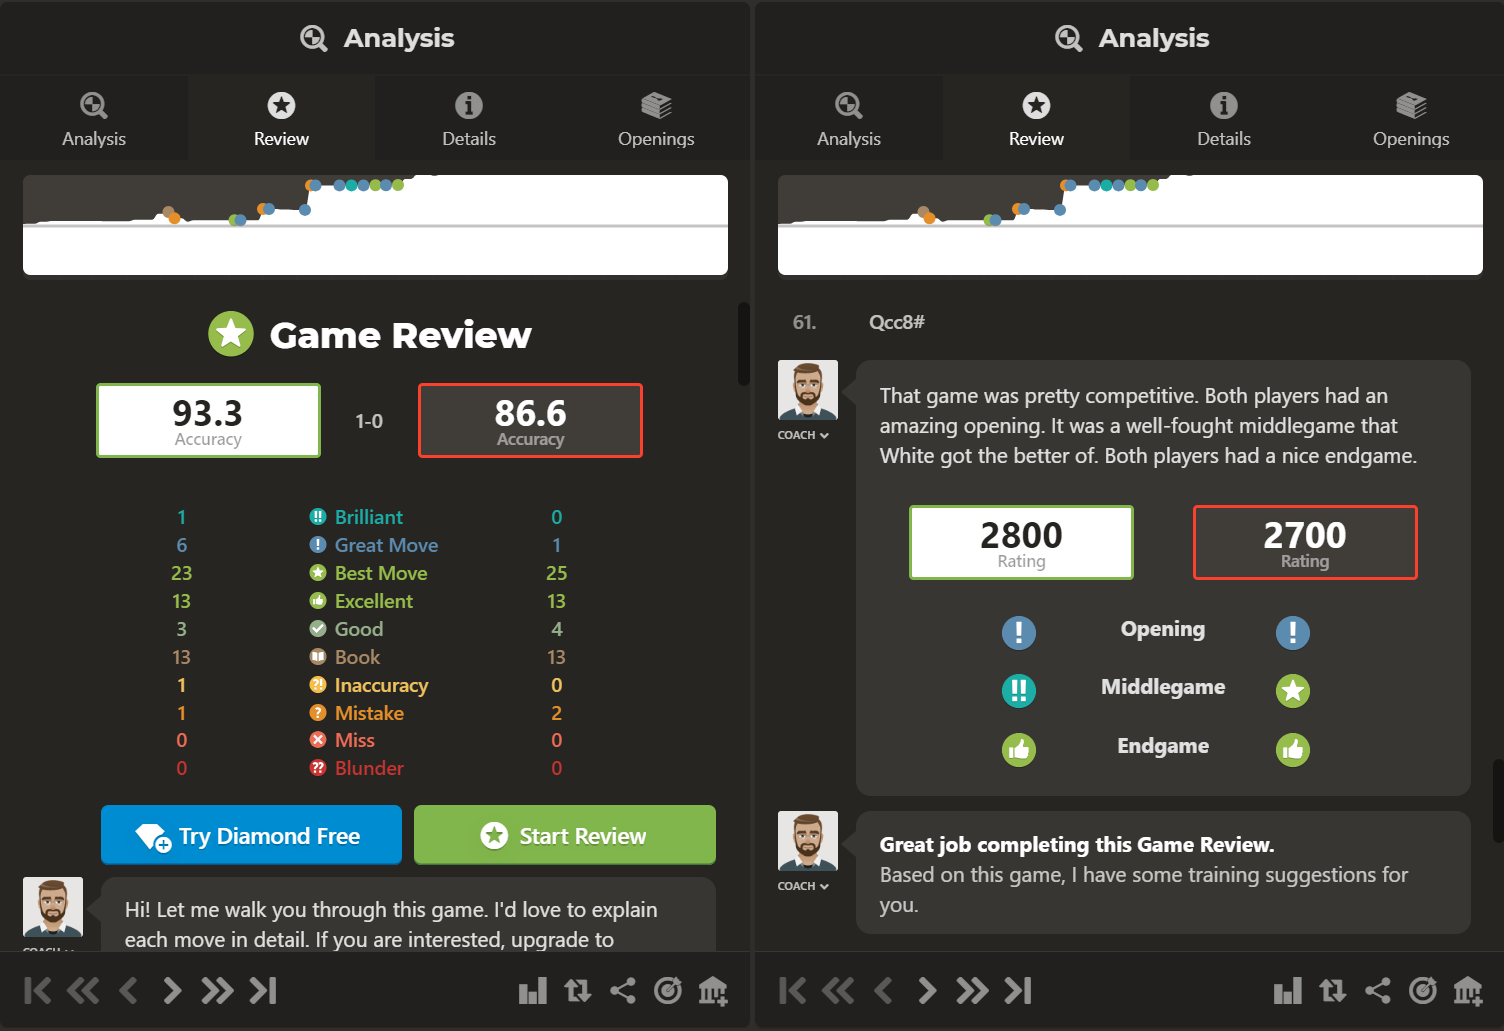 Analysis
Analysis
Review
Details
Openings
Game Review
93.3
Accuracy
1-0
86.6
Accuracy
1 Brilliant 0
6 Great Move 1
23 Best Move 25
13 Excellent 13
3 Good 4
13 Book 13
1 Inaccuracy 0
1 Mistake 2
0 Miss 0
0 Blunder 0
Try Diamond Free
Start Review
Hi! Let me walk you through this game. I'd love to explain
each move in detail. If you are interested, upgrade to
COACH
Analysis
Analysis
Review
Details
Openings
61. Qcc8#
COACH
That game was pretty competitive. Both players had an
amazing opening. It was a well-fought middlegame that
White got the better of. Both players had a nice endgame.
2800
Rating
2700
Rating
Opening
Middlegame
Endgame
COACH
Great job completing this Game Review.
Based on this game, I have some training suggestions for
you.